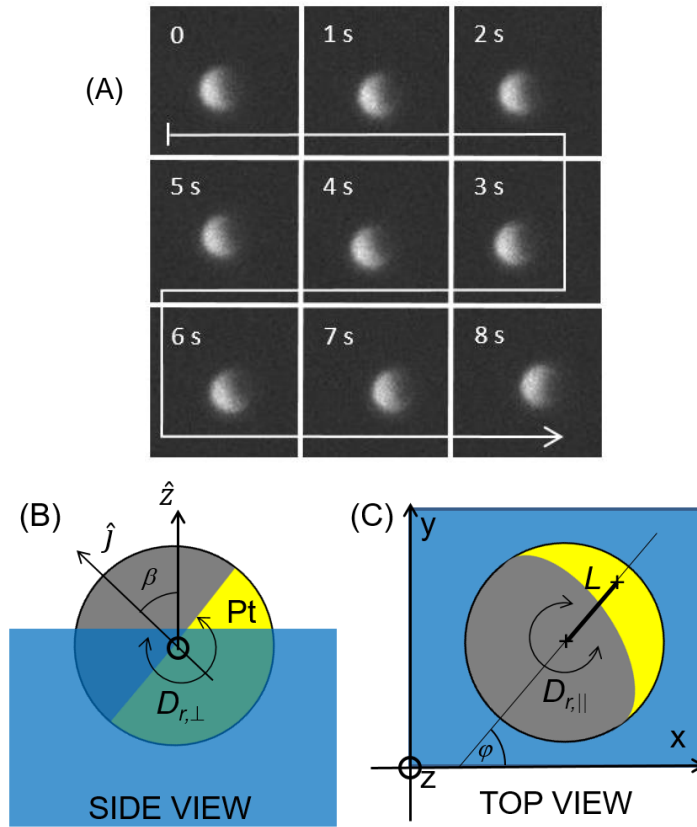 (A)
0 1 s 2 s
5 s 4 s 3 s
6 s 7 s 8 s
(B)
ẑ
ĵ
β
Pt
D_{r,⊥}
SIDE VIEW
(C)
y
L
D_{r,||}
φ
x
z
TOP VIEW